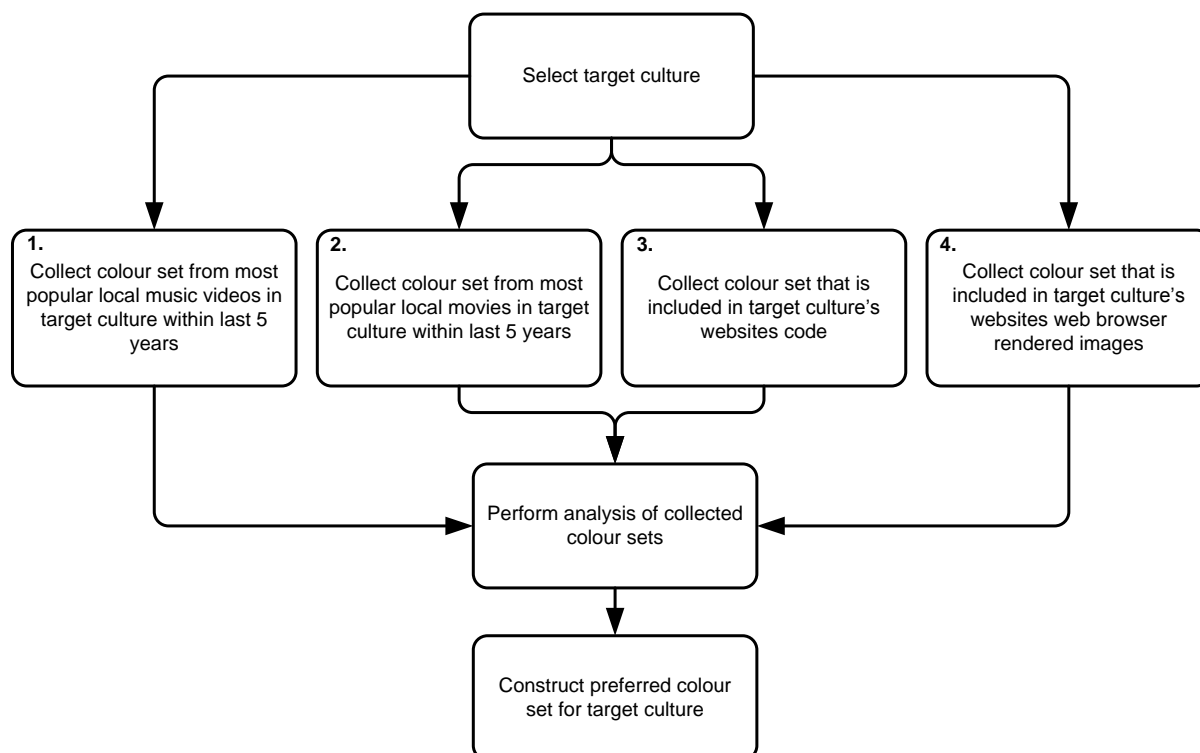 Select target culture
1.
Collect colour set from most
popular local music videos in
target culture within last 5
years
2.
Collect colour set from most
popular local movies in target
culture within last 5 years
3.
Collect colour set that is
included in target culture’s
websites code
4.
Collect colour set that is
included in target culture’s
websites web browser
rendered images
Perform analysis of collected
colour sets
Construct preferred colour
set for target culture